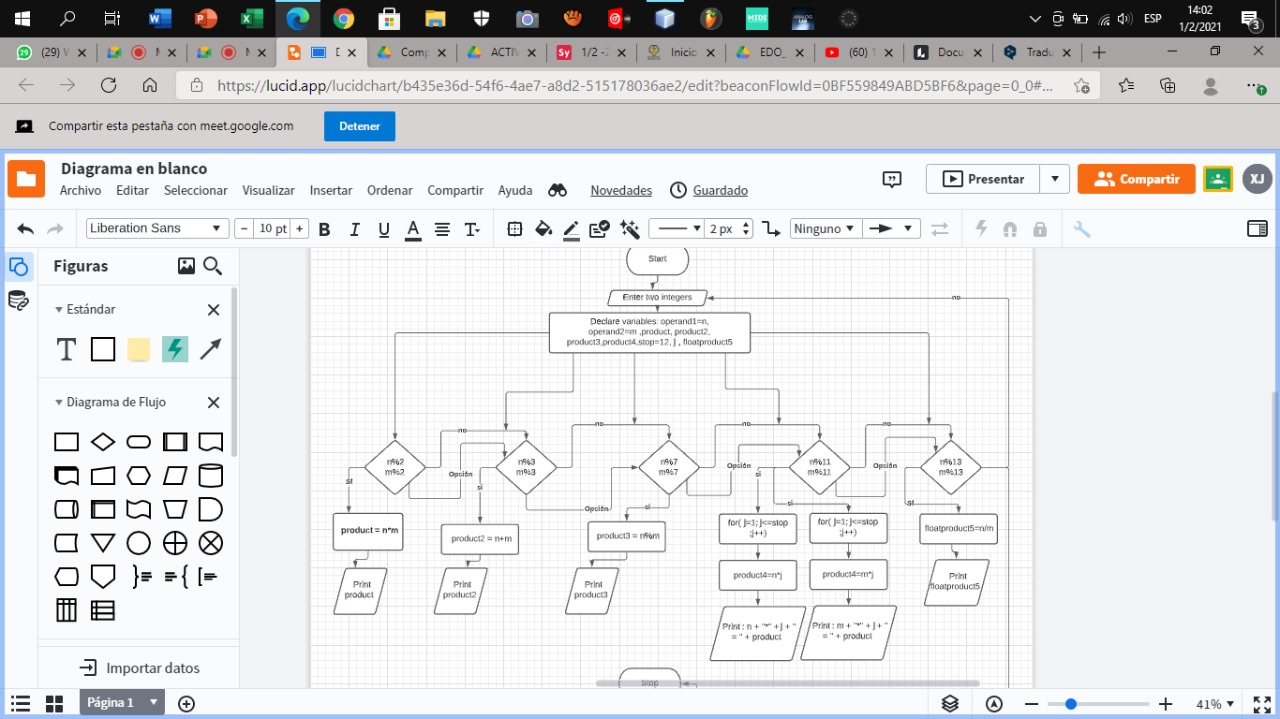 14:02
ESP
1/2/2021
3
(29) V
M
M
D
Comp
ACTIV
1/2 -2
Inicio
EDO_
(60) T
Docu
Tradu
https://lucid.app/lucidchart/b435e36d-54f6-4ae7-a8d2-515178036ae2/edit?beaconFlowId=0BF559849ABD5BF6&page=0_0#...
Compartir esta pestaña con meet.google.com
Detener
Diagrama en blanco
Archivo Editar Seleccionar Visualizar Insertar Ordenar Compartir Ayuda Novedades Guardado
Presentar
Compartir
XJ
Liberation Sans
10 pt
B I U A T
2 px
Ninguno
Figuras
Estándar
T
Diagrama de Flujo
Importar datos
Página 1
41%
Start
Enter two integers
no
Declare variables: operand1=n,
operand2=m ,product, product2,
product3,product4,stop=12, j , floatproduct5
no
no
no
no
n%2
m%2
n%3
m%3
n%7
m%7
n%11
m%11
n%13
m%13
Opción
Opción
Opción
Opción
SI
si
si
si
si
SI
product = n*m
product2 = n+m
product3 = n%m
for( j=1; j<=stop
;j++)
for( j=1; j<=stop
;j++)
floatproduct5=n/m
product4=n*j
product4=m*j
Print
product
Print
product2
Print
product3
Print
floatproduct5
Print : n + "*" + j + "
= " + product
Print : m + "*" + j + "
= " + product
Stop